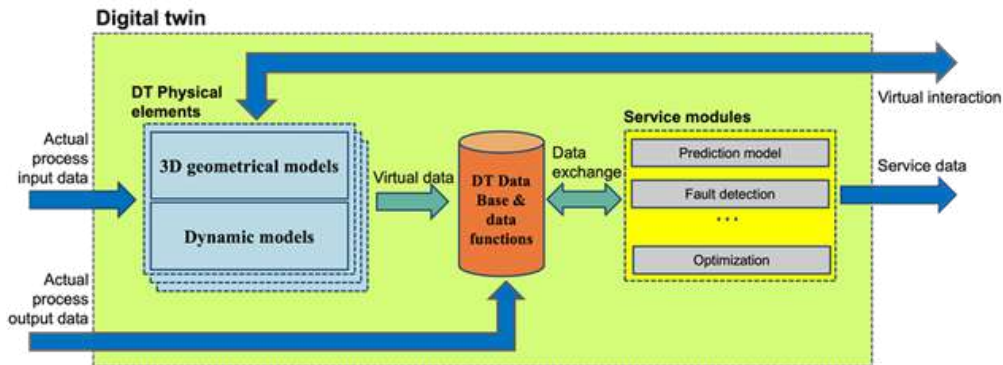 Digital twin
Virtual interaction
DT Physical
elements
Actual
process
input data
3D geometrical models
Dynamic models
Virtual data
DT Data
Base &
data
functions
Data
exchange
Service modules
Prediction model
Fault detection
...
Optimization
Service data
Actual
process
output data